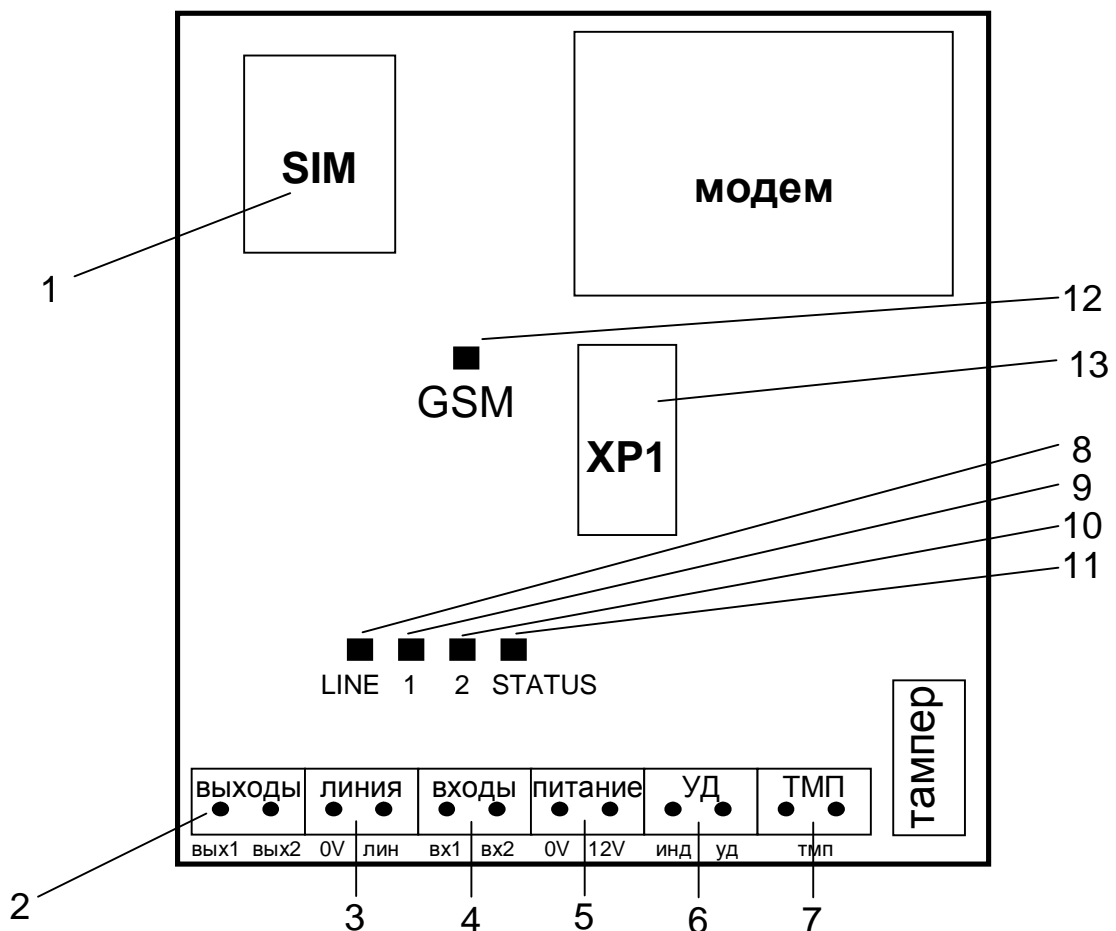 SIM
модем
1
12
GSM
13
XP1
8
9
10
11
LINE 1 2 STATUS
тампер
выходы линия входы питание УД ТМП
вых1 вых2 0V лин вх1 вх2 0V 12V инд уд тмп
2 3 4 5 6 7